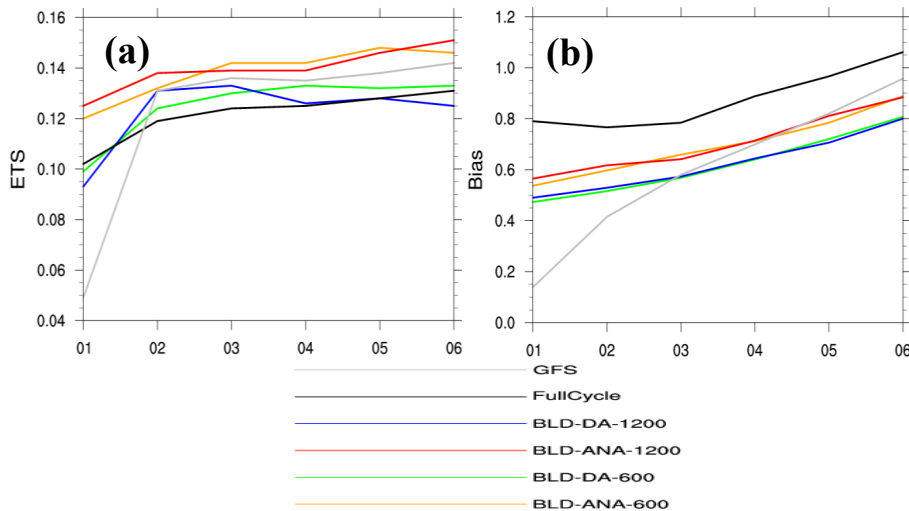 (a)
ETS
0.16
0.14
0.12
0.10
0.08
0.06
0.04
01 02 03 04 05 06
(b)
Bias
1.2
1.0
0.8
0.6
0.4
0.2
0.0
01 02 03 04 05 06
GFS
FullCycle
BLD-DA-1200
BLD-ANA-1200
BLD-DA-600
BLD-ANA-600